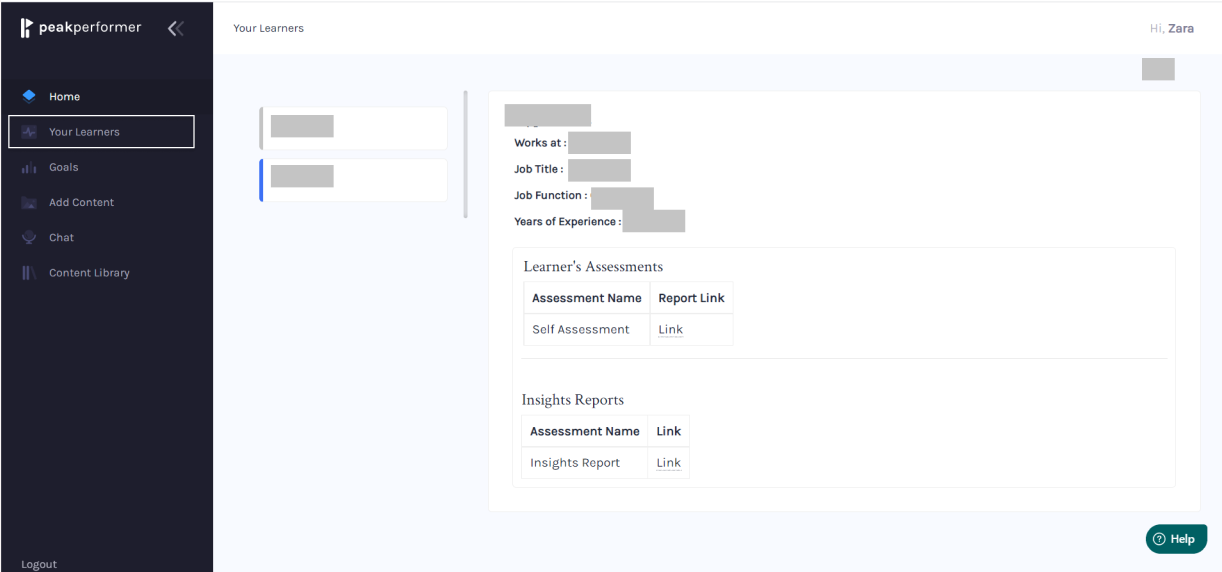 peakperformer
Your Learners
Hi, Zara
Home
Your Learners
Goals
Add Content
Chat
Content Library
Logout
Works at :
Job Title :
Job Function :
Years of Experience :
Learner's Assessments
Assessment Name Report Link
Self Assessment Link
Insights Reports
Assessment Name Link
Insights Report Link
Help